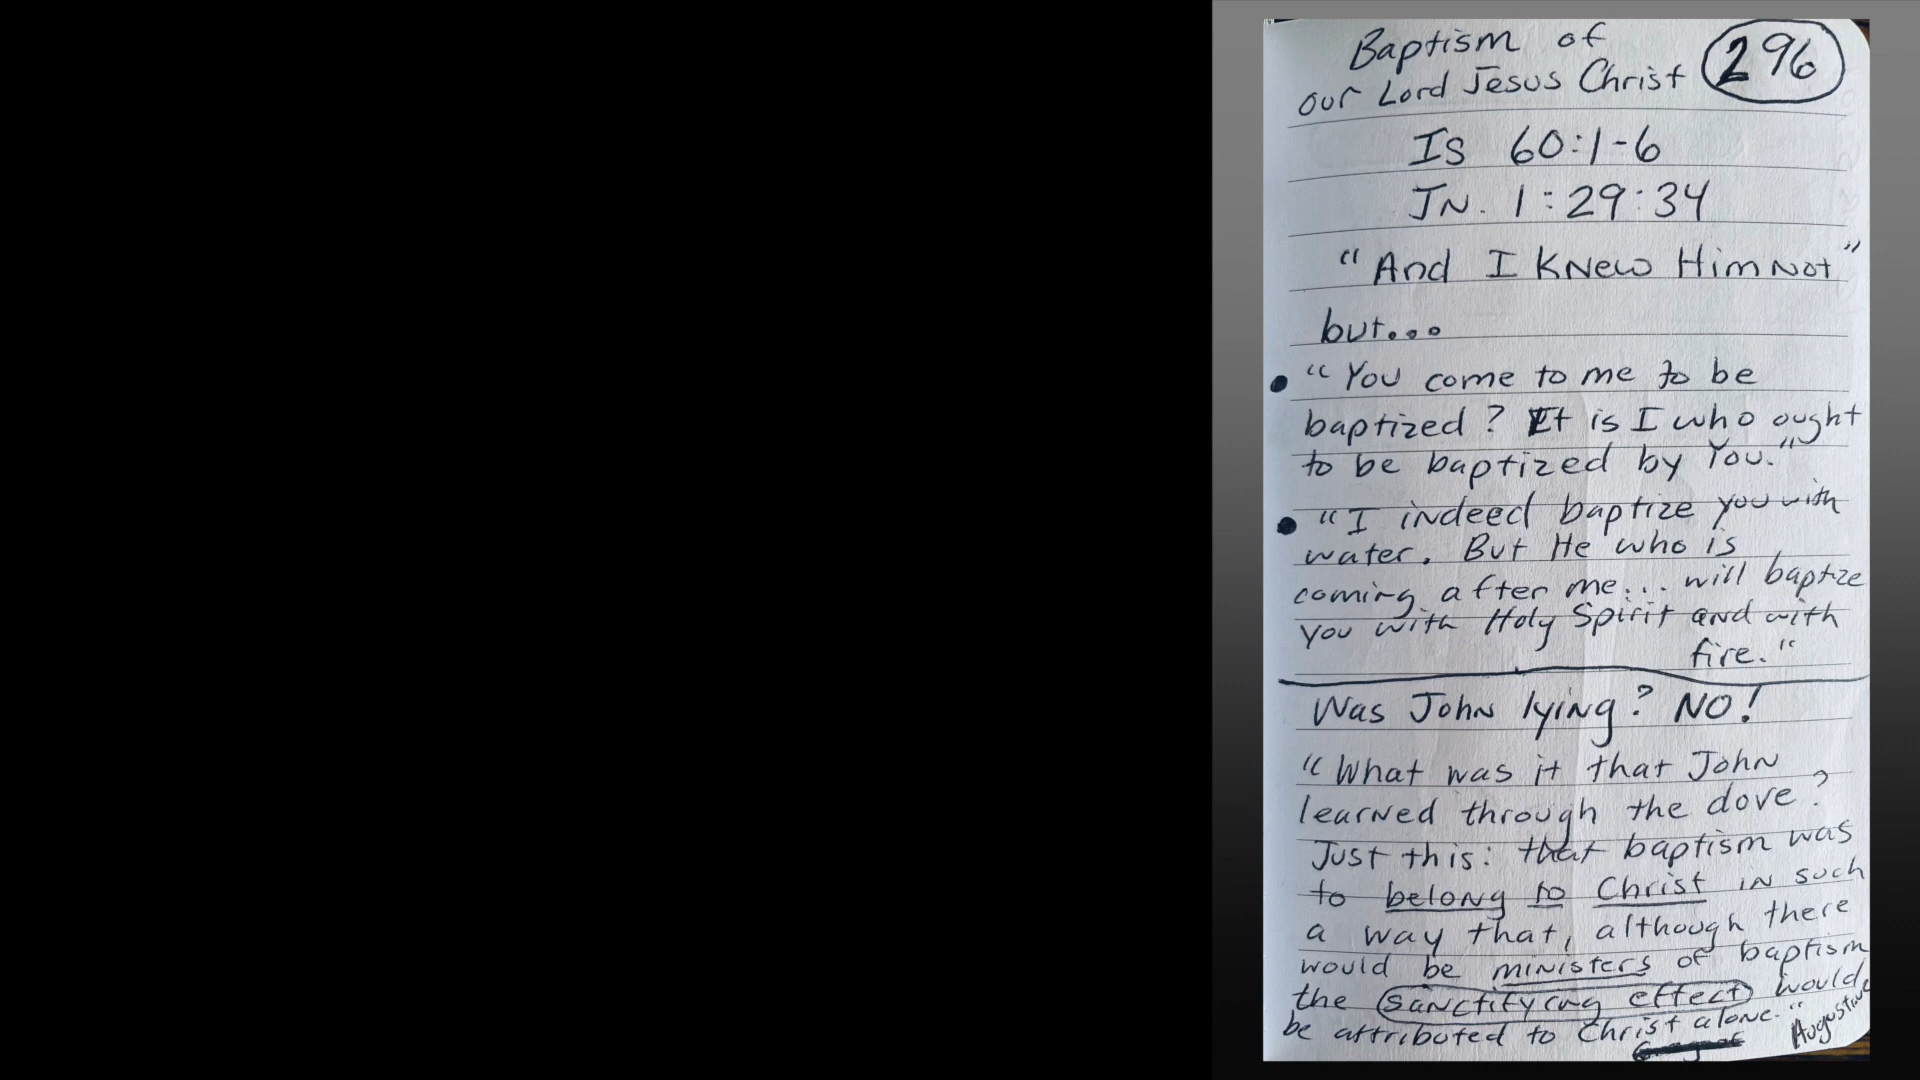 Baptism of
our Lord Jesus Christ 296
Is 60:1-6
JN. 1:29:34
"And I KNew Him Not"
but...
• "You come to me to be
baptized? It is I who ought
to be baptized by You."
• "I indeed baptize you with
water. But He who is
coming after me... will baptize
you with Holy Spirit and with
fire."
Was John lying? NO!
"What was it that John
learned through the dove?
Just this: that baptism was
to belong to Christ in such
a way that, although there
would be ministers of baptism
the sanctifying effect would
be attributed to Christ alone." Augustine